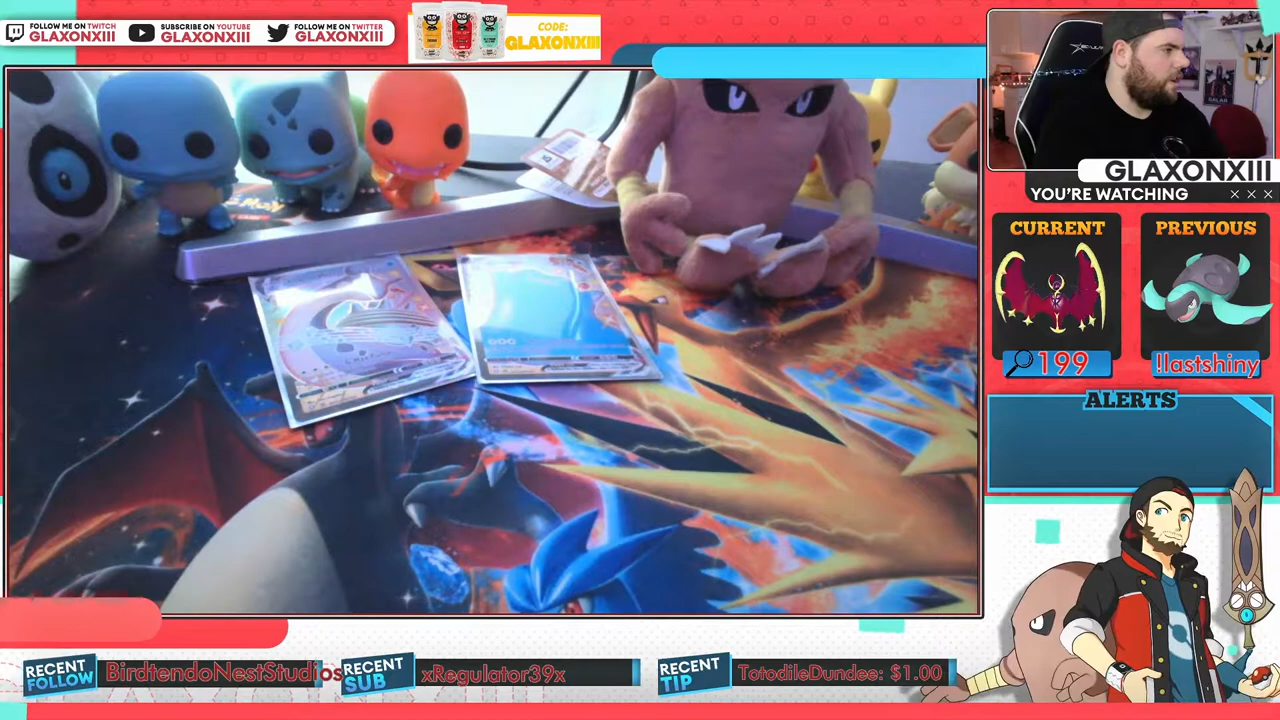 FOLLOW ME ON TWITCH
GLAXONXIII
SUBSCRIBE ON YOUTUBE
GLAXONXIII
FOLLOW ME ON TWITTER
GLAXONXIII
CODE:
GLAXONXIII
GLAXONXIII
YOU'RE WATCHING
CURRENT
PREVIOUS
199
!lastshiny
ALERTS
RECENT
FOLLOW
BirdtendoNestStudios
RECENT
SUB
xRegulator39x
RECENT
TIP
TotodileDundee: $1.00